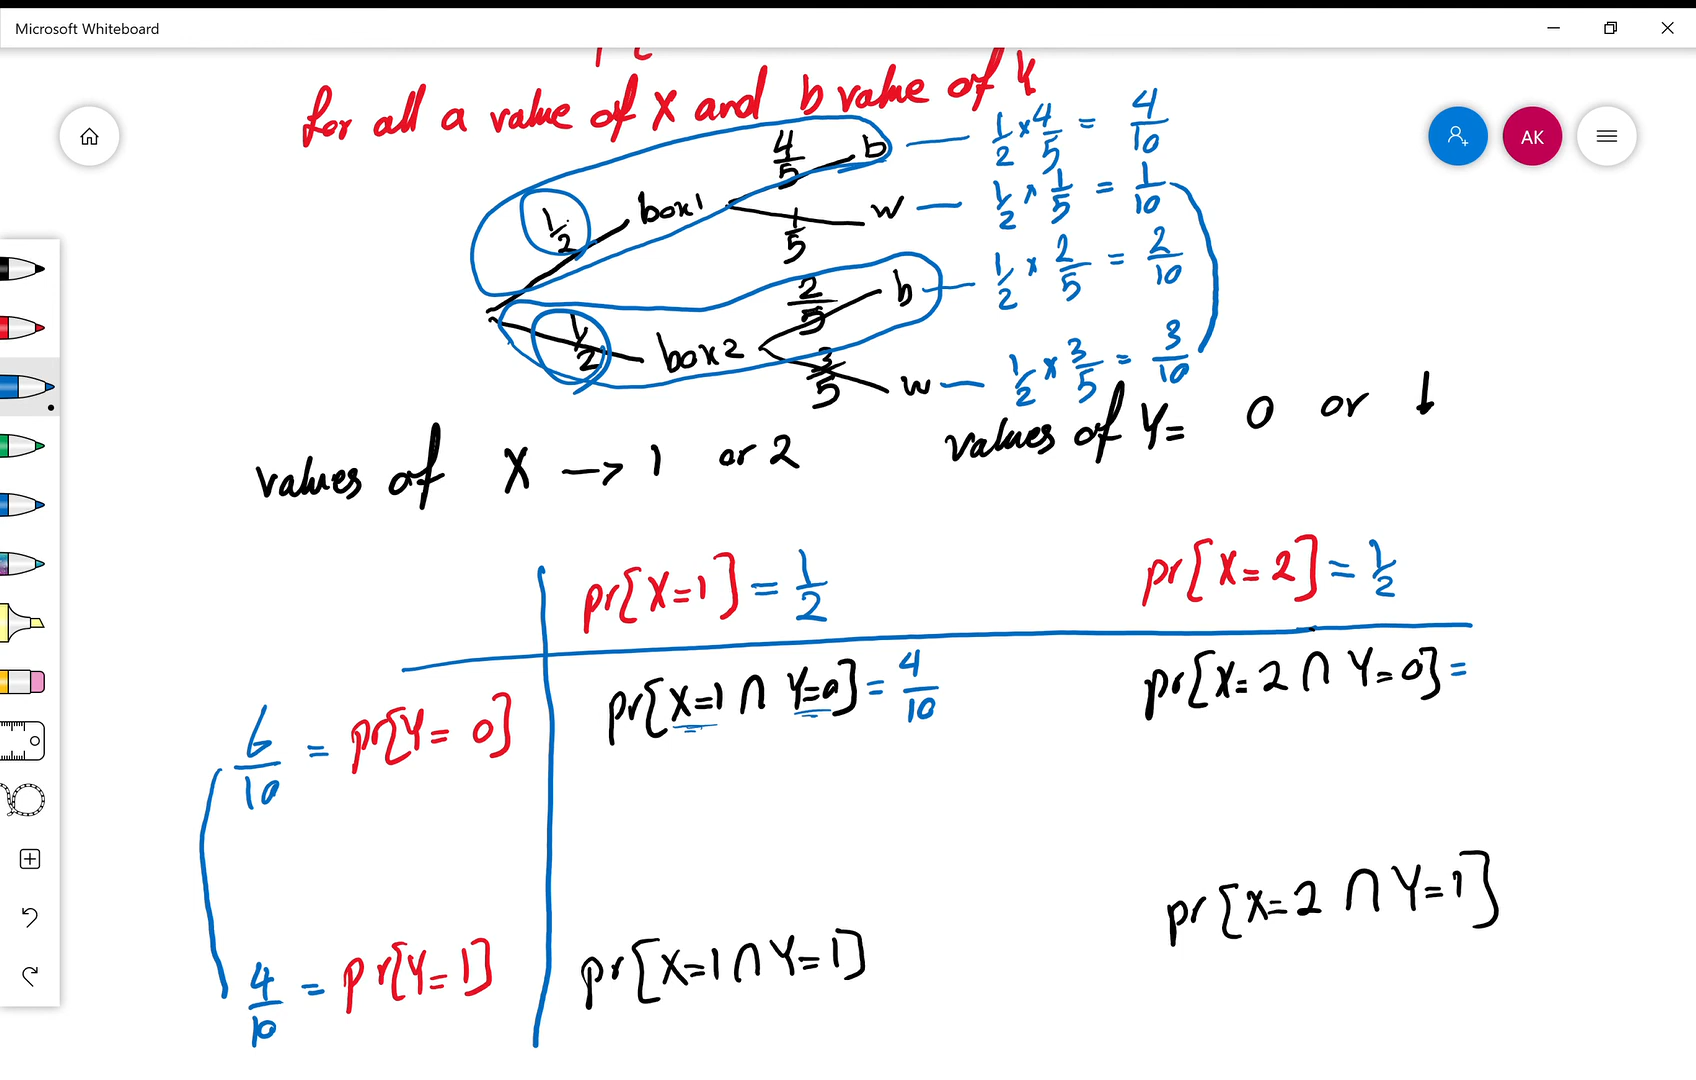 Microsoft Whiteboard
for all a value of X and b value of Y
AK
1/2 box1 4/5 b — 1/2 × 4/5 = 4/10
1/5 w — 1/2 × 1/5 = 1/10
1/2 box2 2/5 b — 1/2 × 2/5 = 2/10
3/5 w — 1/2 × 3/5 = 3/10
values of X → 1 or 2
values of Y = 0 or 1
pr[X=1] = 1/2
pr[X=2] = 1/2
6/10 = pr[Y=0]
pr[X=1 ∩ Y=0] = 4/10
pr[X=2 ∩ Y=0] =
4/10 = pr[Y=1]
pr[X=1 ∩ Y=1]
pr[X=2 ∩ Y=1]